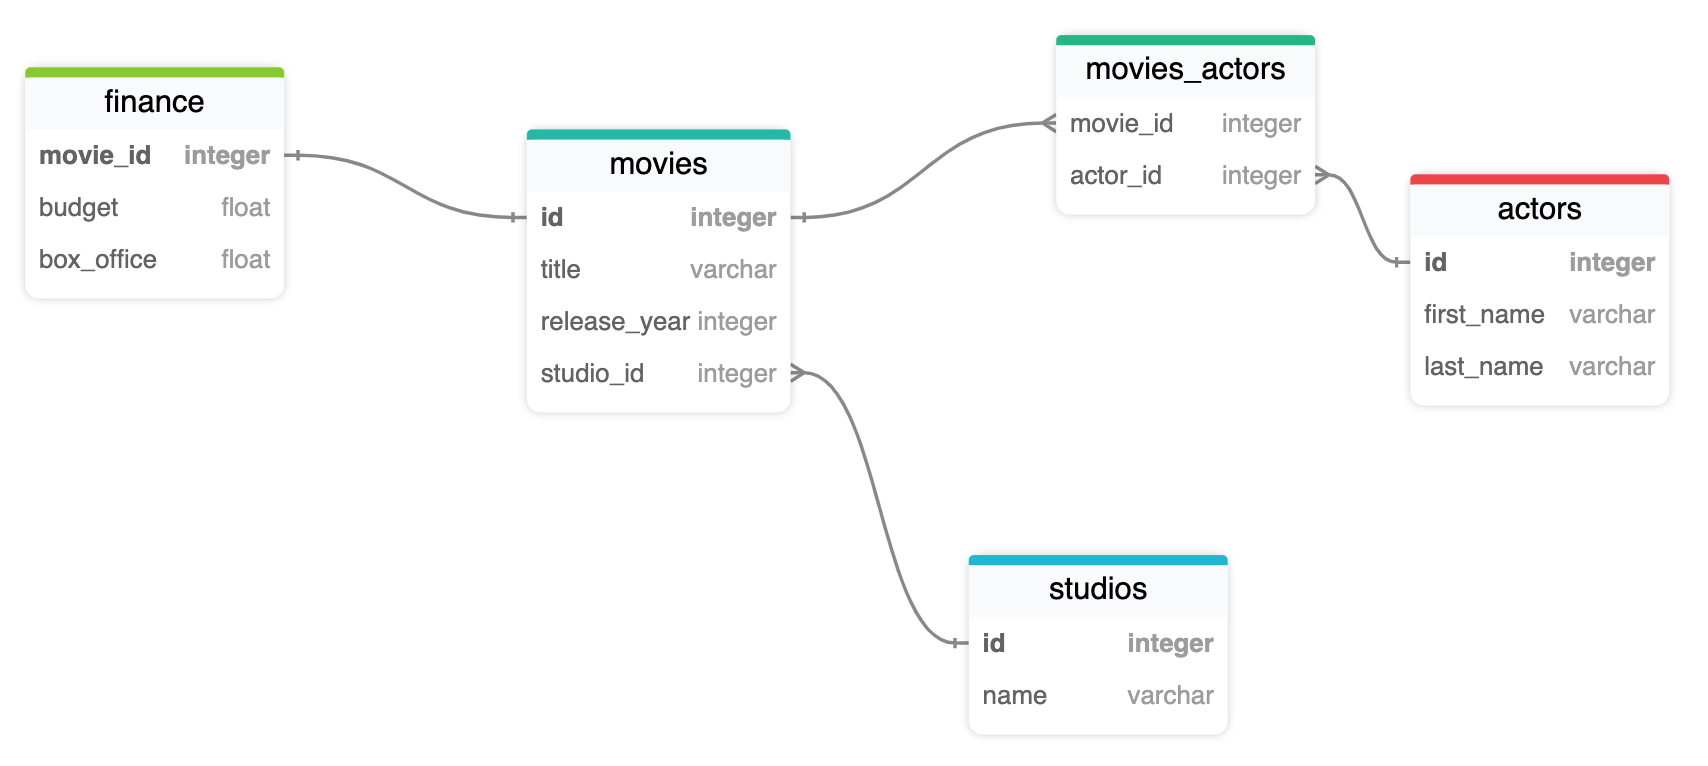 finance
movie_id integer
budget float
box_office float
movies
id integer
title varchar
release_year integer
studio_id integer
movies_actors
movie_id integer
actor_id integer
actors
id integer
first_name varchar
last_name varchar
studios
id integer
name varchar